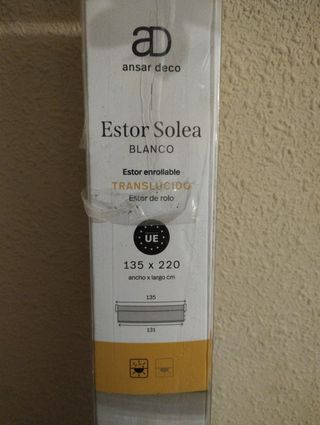 aD
ansar deco
Estor Solea
BLANCO
Estor enrollable
TRANSLÚCIDO
Estor de rolo
UE
135 x 220
ancho x largo cm
135
131